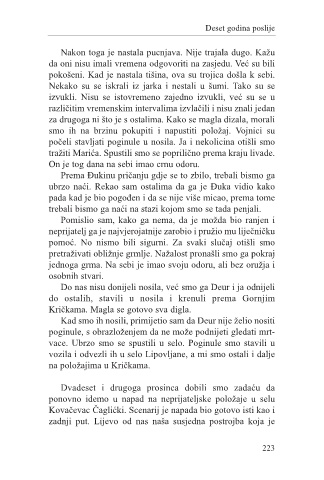 Deset godina poslije
Nakon toga je nastala pucnjava. Nije trajala dugo. Kažu
da oni nisu imali vremena odgovoriti na zasjedu. Već su bili
pokošeni. Kad je nastala tišina, ova su trojica došla k sebi.
Nekako su se iskrali iz jarka i nestali u šumi. Tako su se
izvukli. Nisu se istovremeno zajedno izvukli, već su se u
različitim vremenskim intervalima izvlačili i nisu znali jedan
za drugoga ni što je s ostalima. Kako se magla dizala, morali
smo ih na brzinu pokupiti i napustiti položaj. Vojnici su
počeli stavljati poginule u nosila. Ja i nekolicina otišli smo
tražiti Marića. Spustili smo se poprilično prema kraju livade.
On je tog dana na sebi imao crnu odoru.
Prema Đukinu pričanju gdje se to zbilo, trebali bismo ga
ubrzo naći. Rekao sam ostalima da ga je Đuka vidio kako
pada kad je bio pogođen i da se nije više micao, prema tome
trebali bismo ga naći na stazi kojom smo se tada penjali.
Pomislio sam, kako ga nema, da je možda bio ranjen i
neprijatelj ga je najvjerojatnije zarobio i pružio mu liječničku
pomoć. No nismo bili sigurni. Za svaki slučaj otišli smo
pretraživati obližnje grmlje. Nažalost pronašli smo ga pokraj
jednoga grma. Na sebi je imao svoju odoru, ali bez oružja i
osobnih stvari.
Do nas nisu donijeli nosila, već smo ga Deur i ja odnijeli
do ostalih, stavili u nosila i krenuli prema Gornjim
Kričkama. Magla se gotovo sva digla.
Kad smo ih nosili, primijetio sam da Deur nije želio nositi
poginule, s obrazloženjem da ne može podnijeti gledati mrt-
vace. Ubrzo smo se spustili u selo. Poginule smo stavili u
vozila i odvezli ih u selo Lipovljane, a mi smo ostali i dalje
na položajima u Kričkama.
Dvadeset i drugoga prosinca dobili smo zadaću da
ponovno idemo u napad na neprijateljske položaje u selu
Kovačevac Čaglićki. Scenarij je napada bio gotovo isti kao i
zadnji put. Lijevo od nas naša susjedna postrojba koja je
223